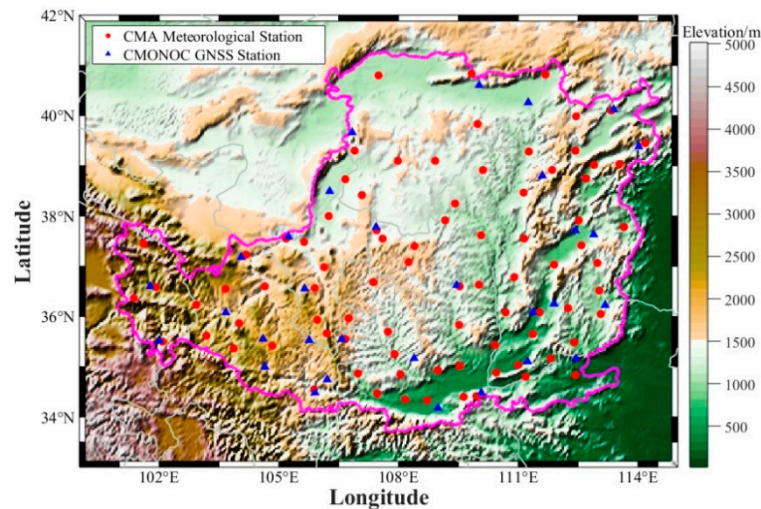 42°N
40°N
38°N
36°N
34°N
Latitude
CMA Meteorological Station
CMONOC GNSS Station
102°E
105°E
108°E
111°E
114°E
Longitude
Elevation/m
5000
4500
4000
3500
3000
2500
2000
1500
1000
500